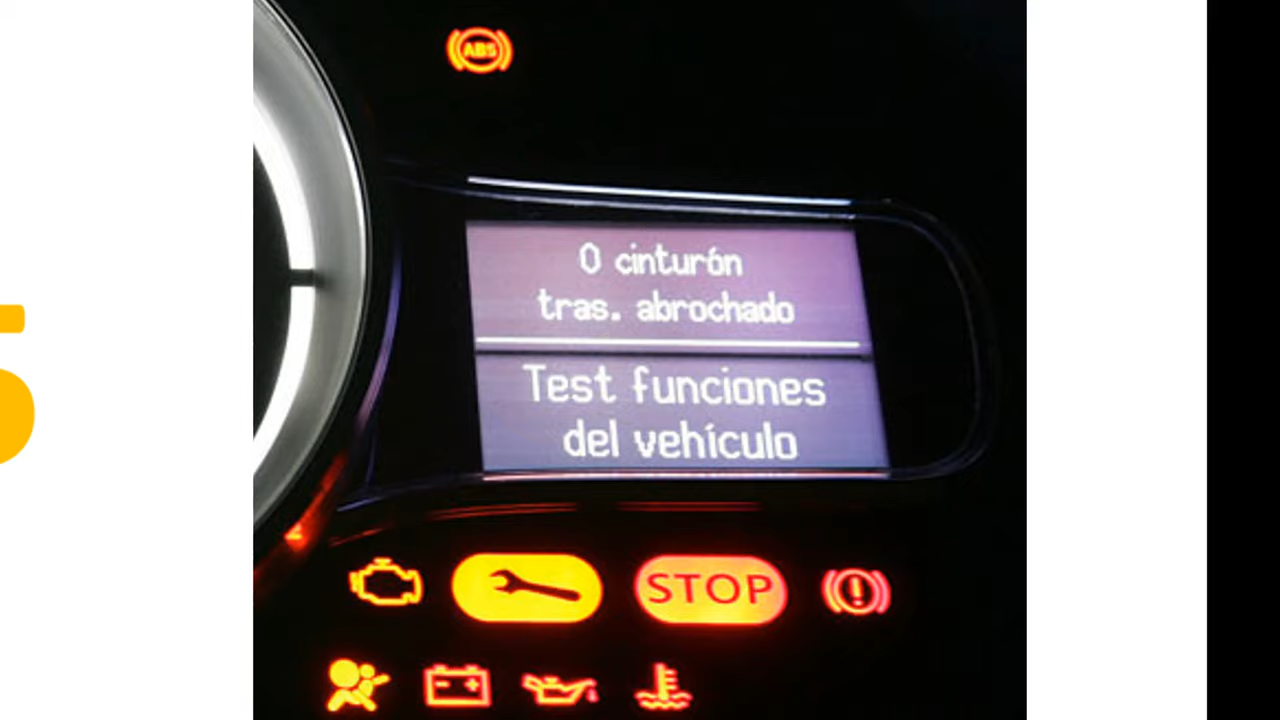 ABS
0 cinturón
tras. abrochado
Test funciones
del vehículo
STOP